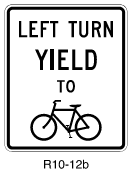 LEFT TURN
YIELD
TO
R10-12b